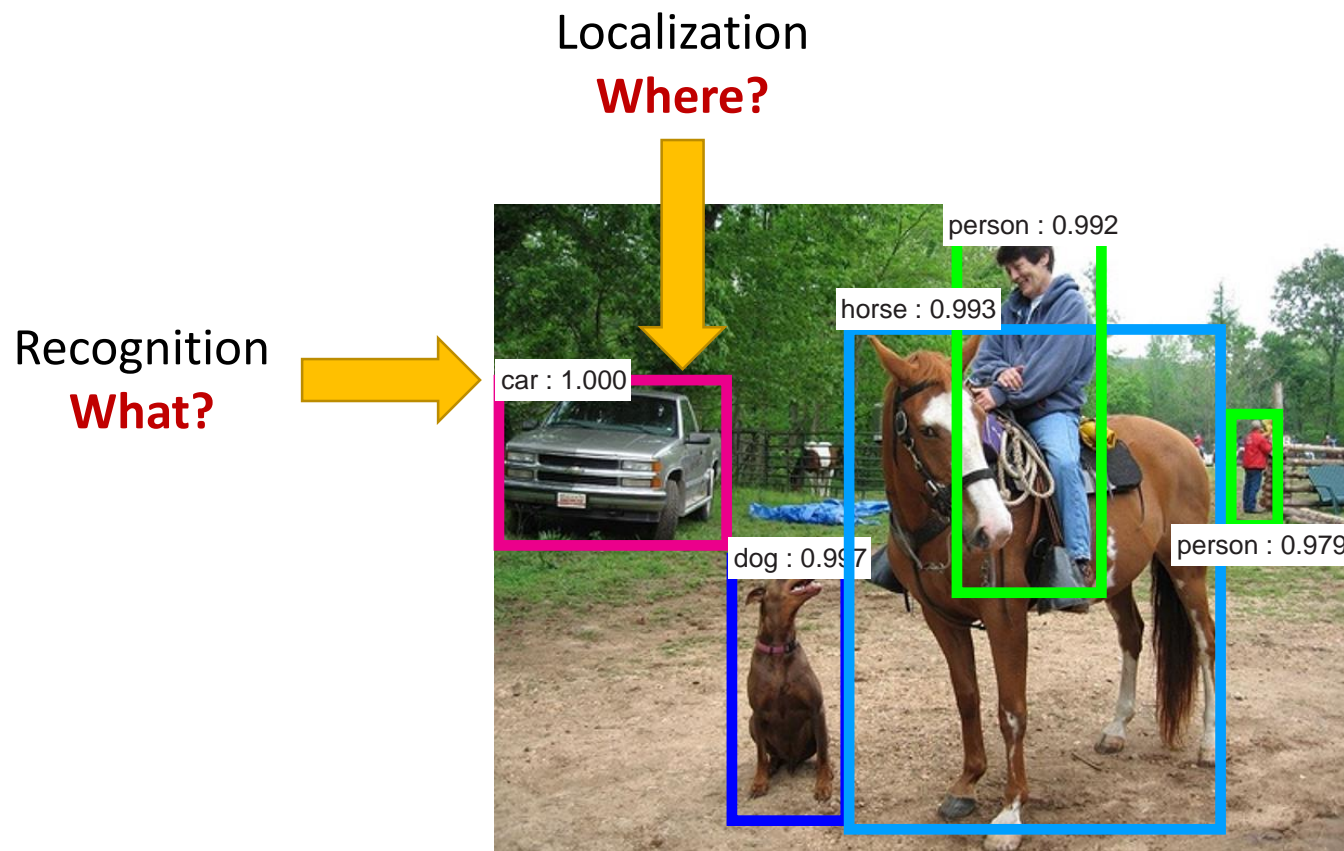 Localization
Where?
person : 0.992
horse : 0.993
Recognition
What?
car : 1.000
dog : 0.997
person : 0.979